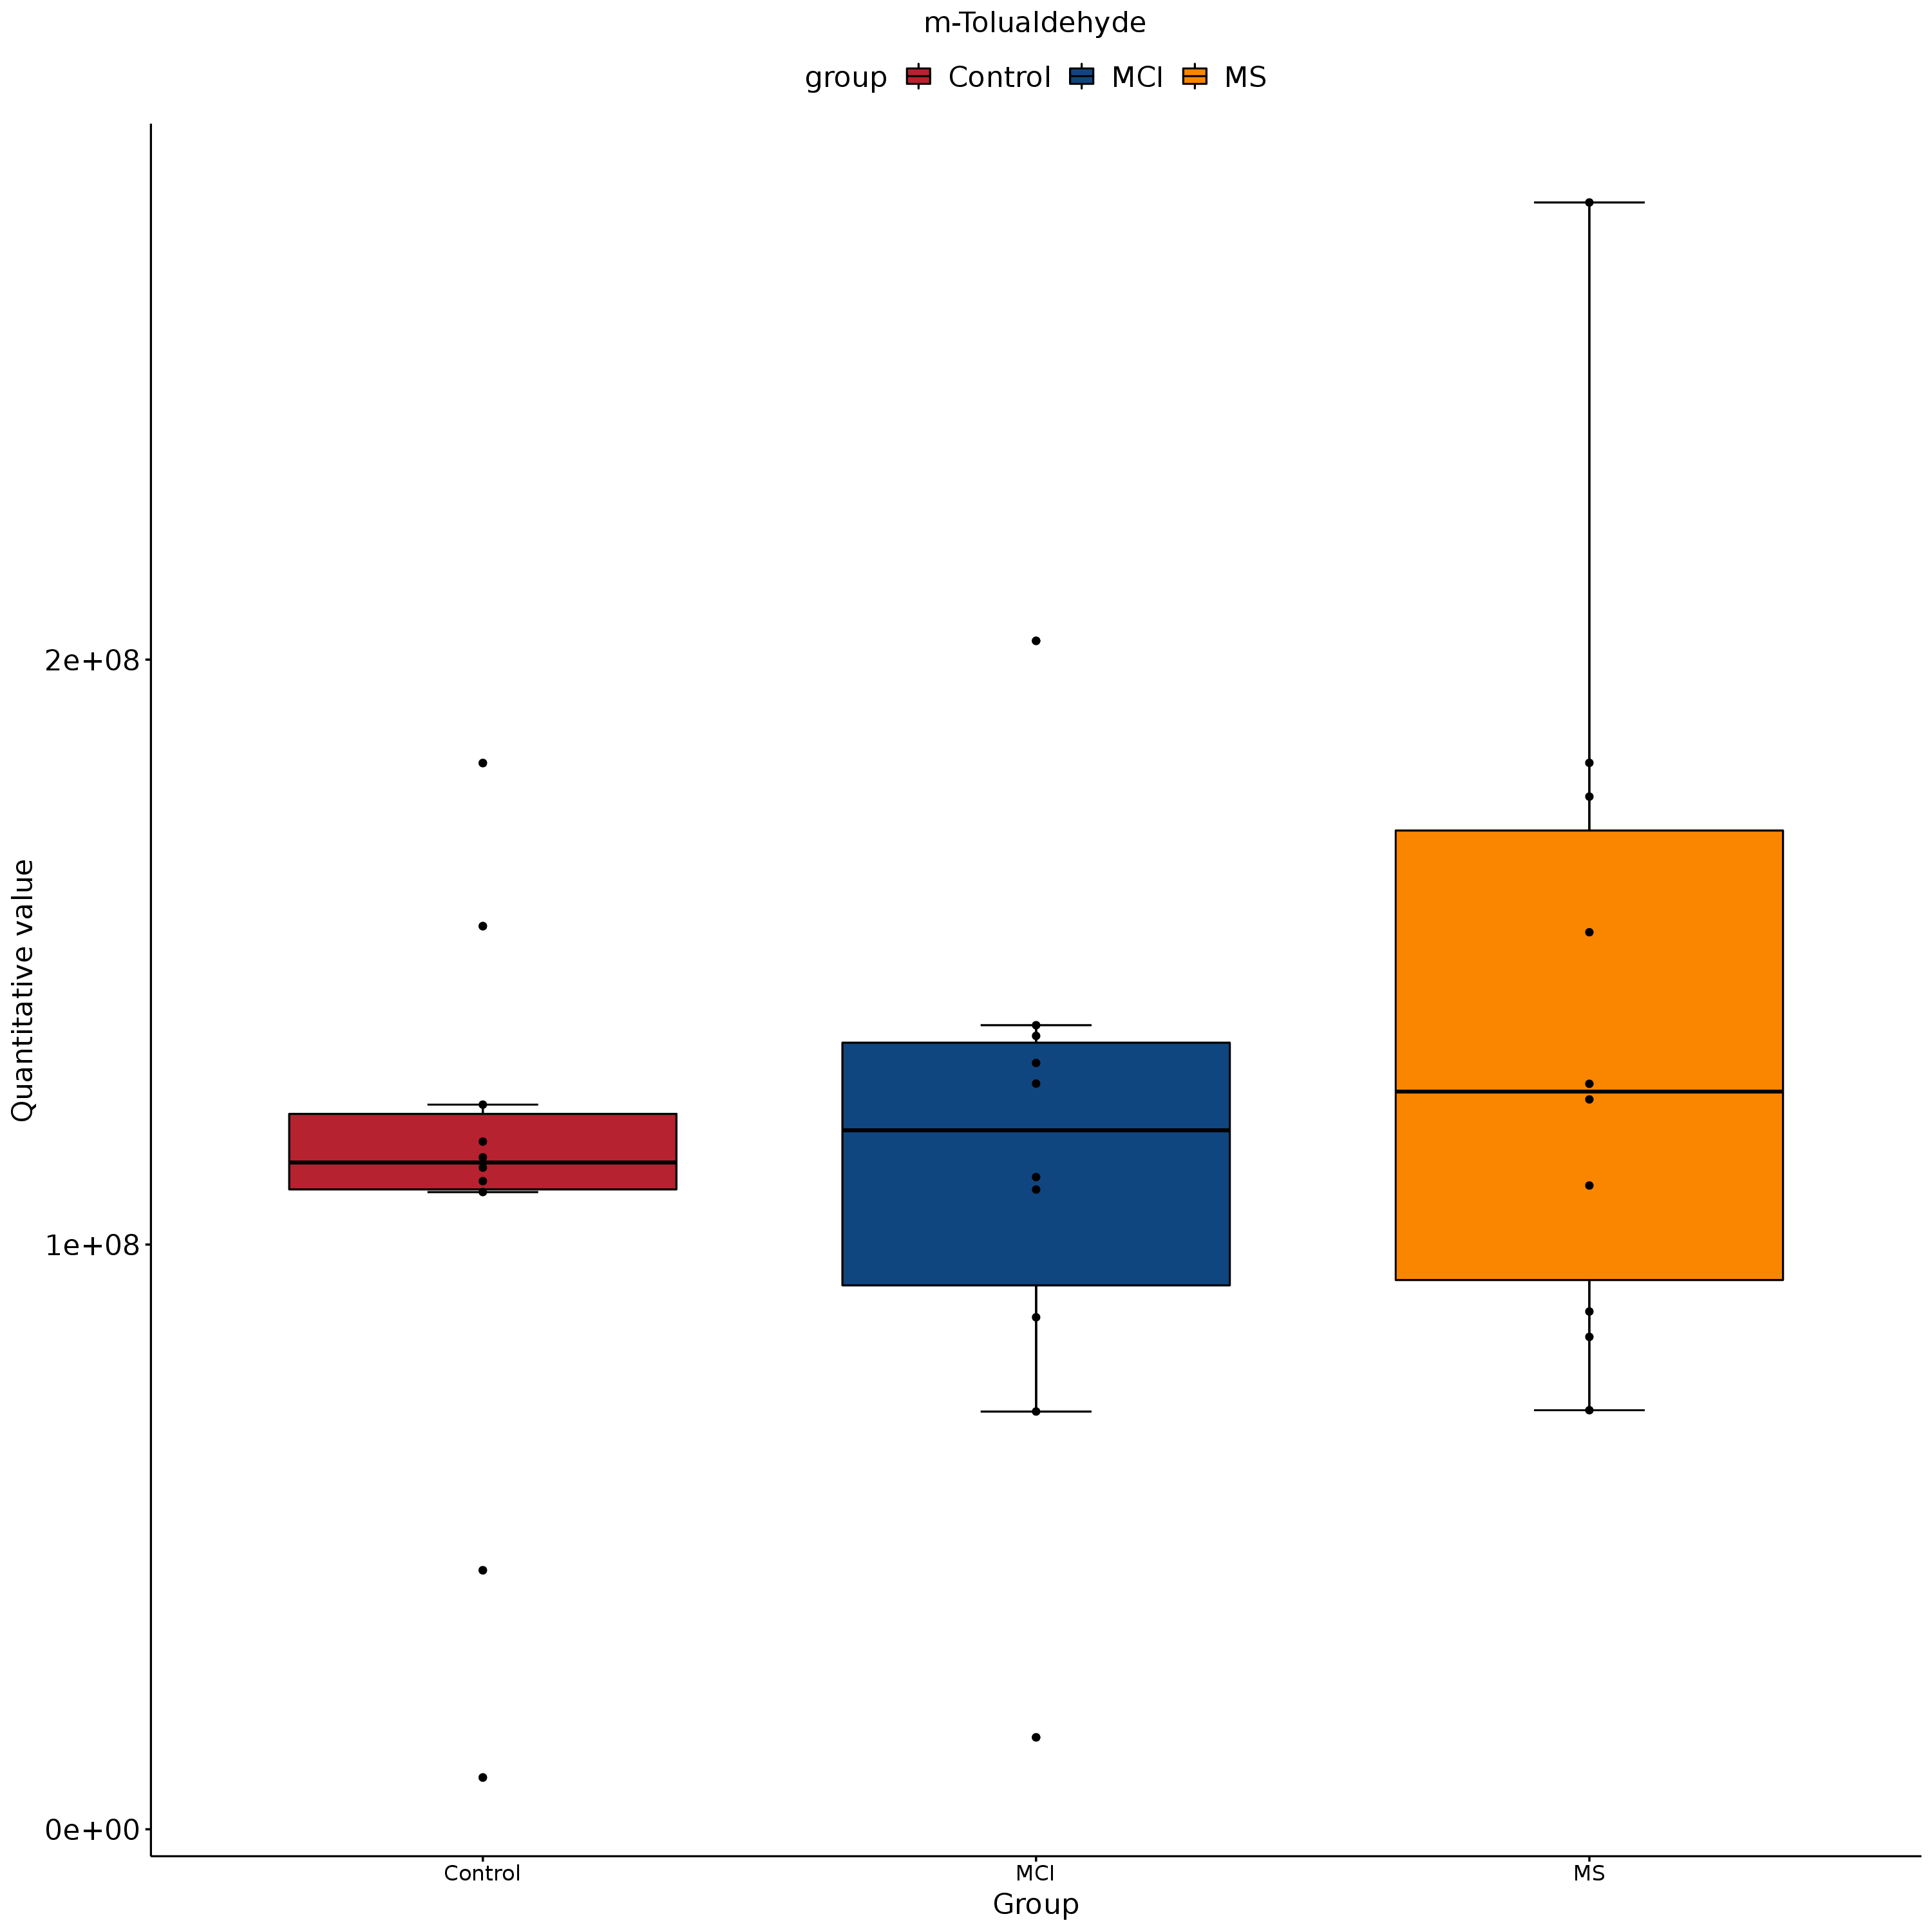 m-Tolualdehyde
group Control MCI MS
Quantitative value
2e+08
1e+08
0e+00
Control MCI MS
Group